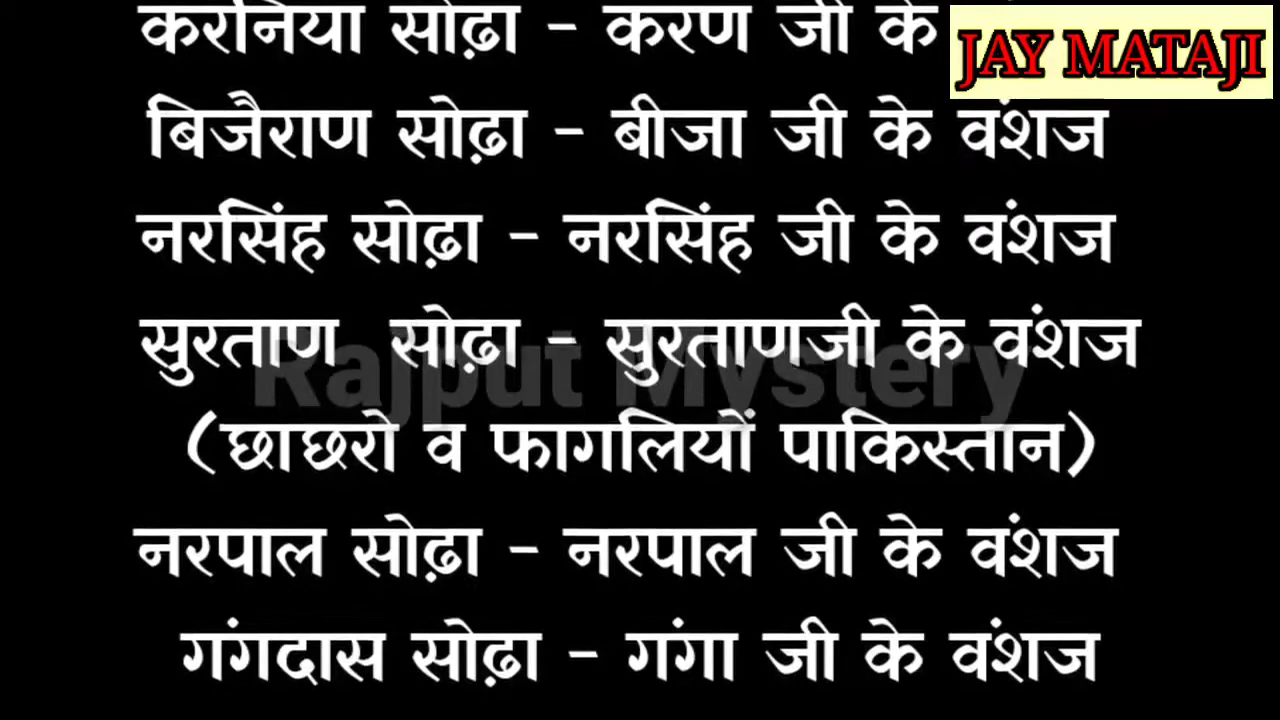 करनिया सोढ़ा - करण जी के
JAY MATAJI
बिजैराण सोढ़ा - बीजा जी के वंशज
नरसिंह सोढ़ा - नरसिंह जी के वंशज
सुरताण सोढ़ा - सुरताणजी के वंशज
Rajput Mystery
(छाछरो व फागलियों पाकिस्तान)
नरपाल सोढ़ा - नरपाल जी के वंशज
गंगदास सोढ़ा - गंगा जी के वंशज